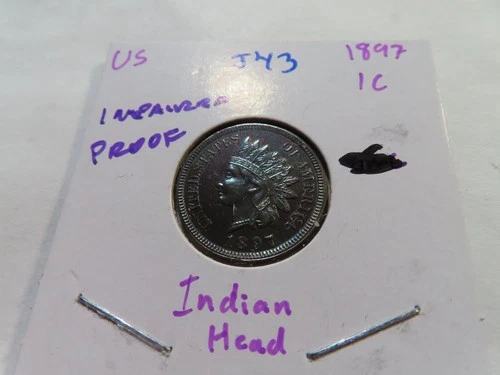 US J43 1897
1C
IMPAIRED
PROOF
UNITED STATES OF AMERICA
1897
Indian
Head